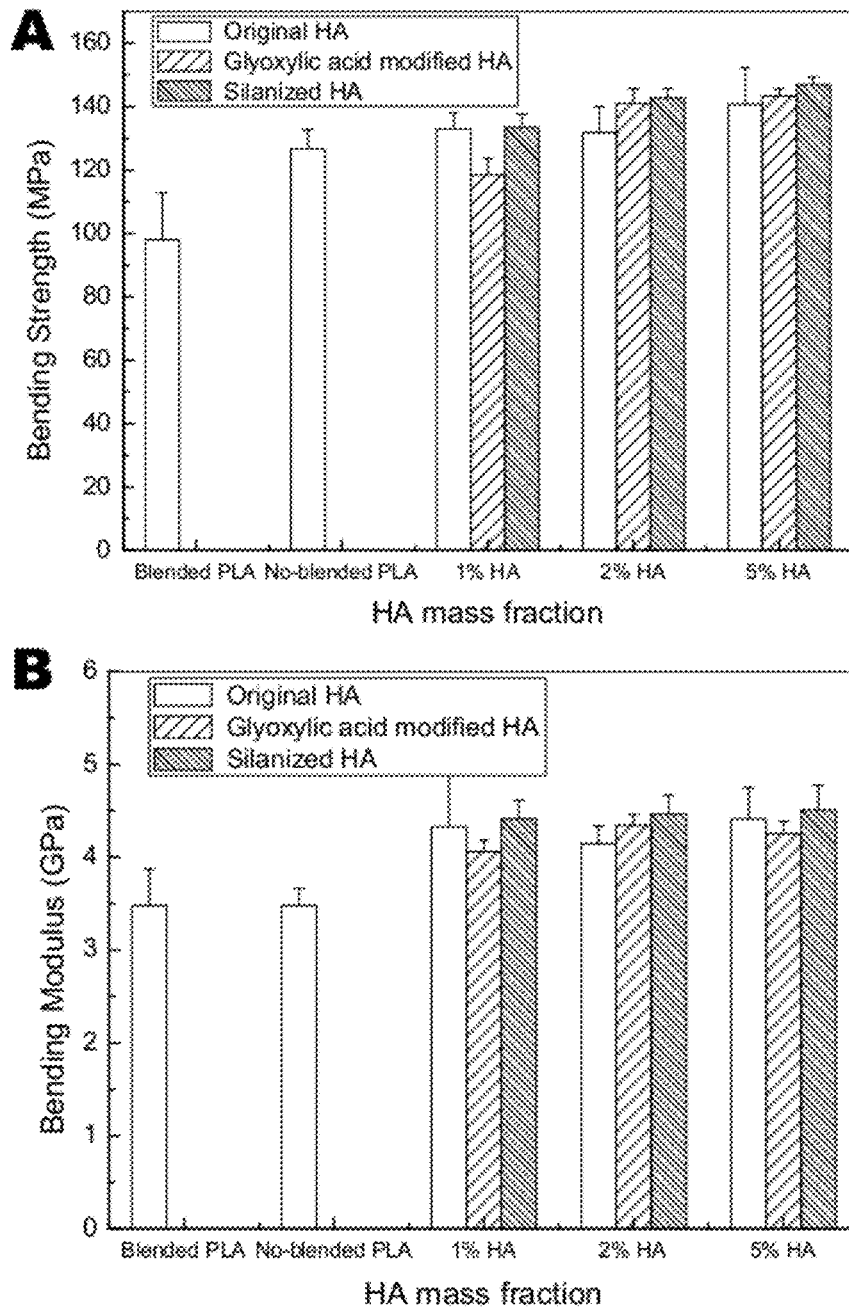 A
Original HA
Glyoxylic acid modified HA
Silanized HA
160
140
120
100
80
60
40
20
0
Bending Strength (MPa)
Blended PLA No-blended PLA 1% HA 2% HA 5% HA
HA mass fraction
B
Original HA
Glyoxylic acid modified HA
Silanized HA
6
5
4
3
2
1
0
Bending Modulus (GPa)
Blended PLA No-blended PLA 1% HA 2% HA 5% HA
HA mass fraction